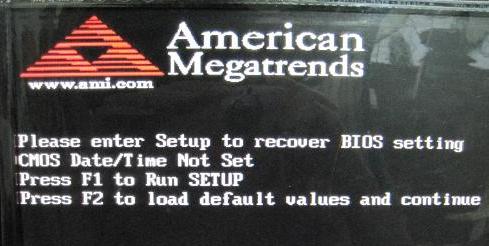 American
Megatrends
www.ami.com
Please enter Setup to recover BIOS setting
CMOS Date/Time Not Set
Press F1 to Run SETUP
Press F2 to load default values and continue